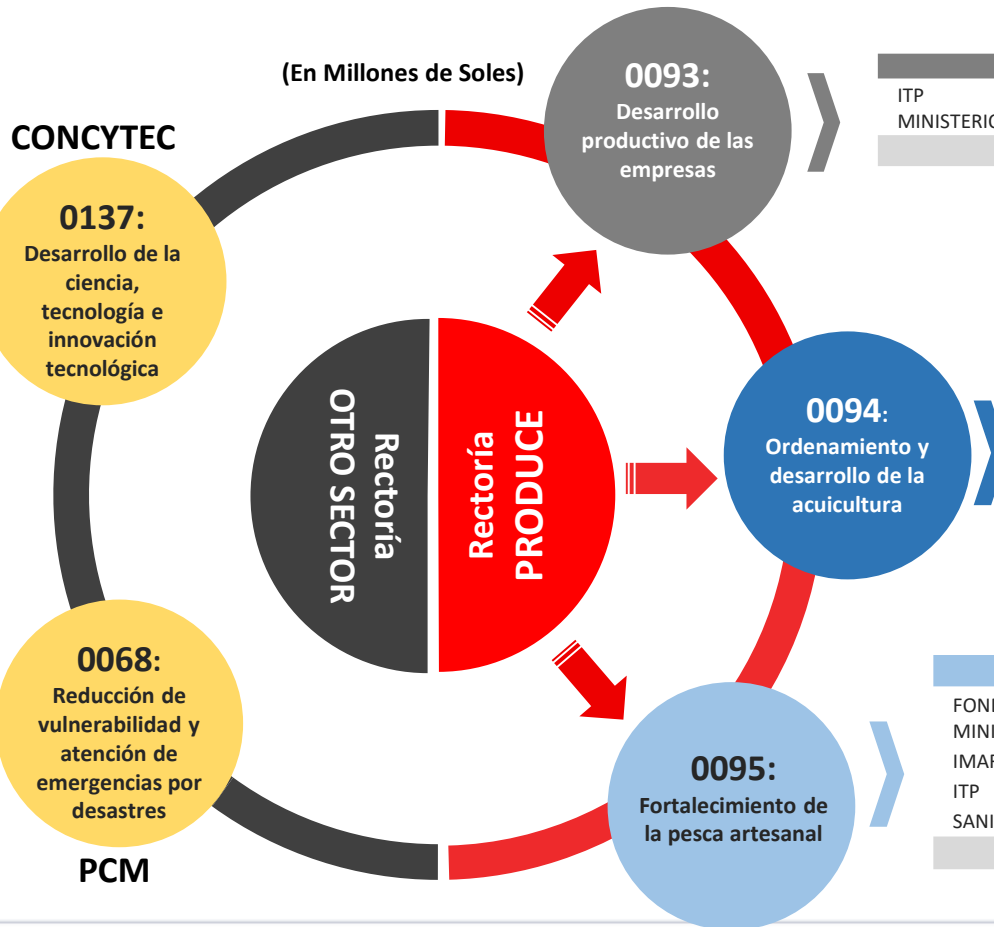 (En Millones de Soles)
0093:
Desarrollo
productivo de las
empresas
ITP
CONCYTEC
0137:
Desarrollo de la
ciencia,
tecnología e
innovación
tecnológica
Rectoría
OTRO SECTOR
Rectoría
PRODUCE
0094:
Ordenamiento y
desarrollo de la
acuicultura
0068:
Reducción de
vulnerabilidad y
atención de
emergencias por
desastres
PCM
0095:
Fortalecimiento de
la pesca artesanal
ITP